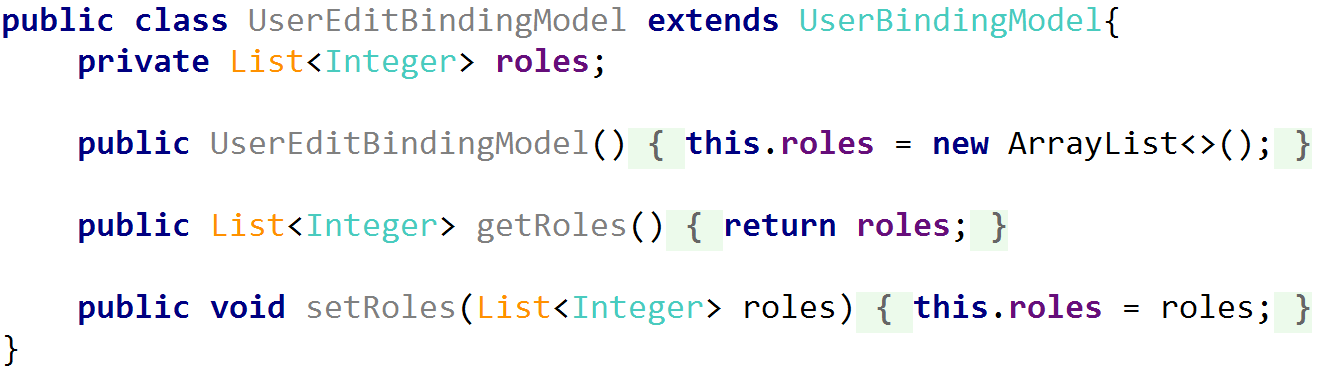 public class UserEditBindingModel extends UserBindingModel{
    private List<Integer> roles;
    public UserEditBindingModel() { this.roles = new ArrayList<>(); }
    public List<Integer> getRoles() { return roles; }
    public void setRoles(List<Integer> roles) { this.roles = roles; }
}